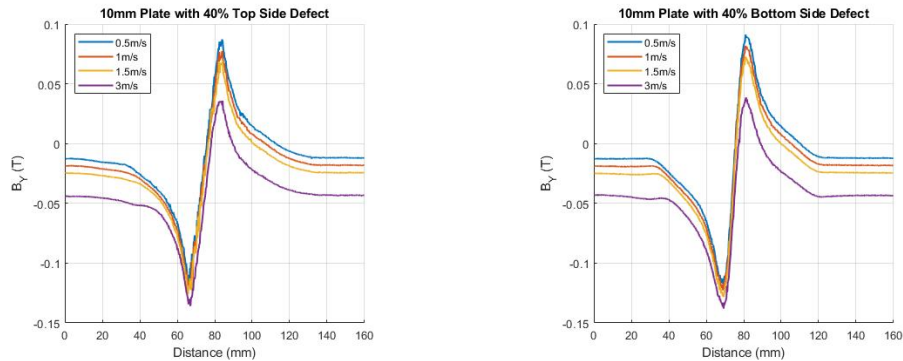 10mm Plate with 40% Top Side Defect
0.1
0.05
0
-0.05
-0.1
-0.15
B_Y (T)
0.5m/s
1m/s
1.5m/s
3m/s
0 20 40 60 80 100 120 140 160
Distance (mm)
10mm Plate with 40% Bottom Side Defect
0.1
0.05
0
-0.05
-0.1
-0.15
B_Y (T)
0.5m/s
1m/s
1.5m/s
3m/s
0 20 40 60 80 100 120 140 160
Distance (mm)